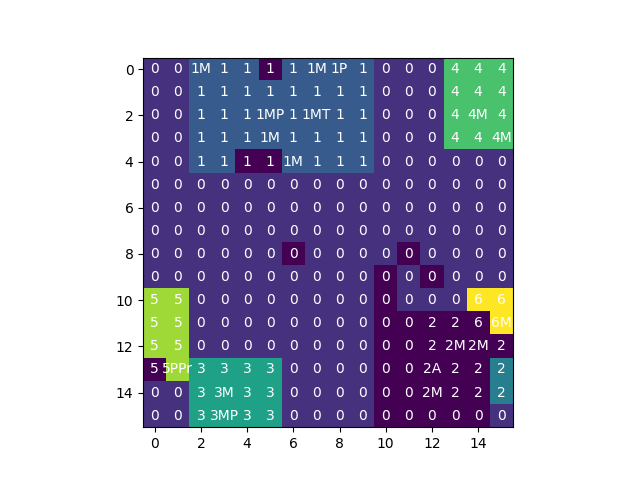 0 0 0 1M 1 1 1 1 1M 1P 1 0 0 0 4 4 4
0 0 1 1 1 1 1 1 1 1 0 0 0 4 4 4
2 0 0 1 1 1 1MP 1 1MT 1 1 0 0 0 4 4M 4
0 0 1 1 1 1M 1 1 1 1 0 0 0 4 4 4M
4 0 0 1 1 1 1 1M 1 1 1 0 0 0 0 0 0
0 0 0 0 0 0 0 0 0 0 0 0 0 0 0 0
6 0 0 0 0 0 0 0 0 0 0 0 0 0 0 0 0
0 0 0 0 0 0 0 0 0 0 0 0 0 0 0 0
8 0 0 0 0 0 0 0 0 0 0 0 0 0 0 0 0
0 0 0 0 0 0 0 0 0 0 0 0 0 0 0 0
10 5 5 0 0 0 0 0 0 0 0 0 0 0 0 6 6
5 5 0 0 0 0 0 0 0 0 0 0 2 2 6 6M
12 5 5 0 0 0 0 0 0 0 0 0 0 2 2M 2M 2
5 5PPr 3 3 3 3 0 0 0 0 0 0 2A 2 2 2
14 0 0 3 3M 3 3 0 0 0 0 0 0 2M 2 2 2
0 0 3 3MP 3 3 0 0 0 0 0 0 0 0 0 0
0 2 4 6 8 10 12 14